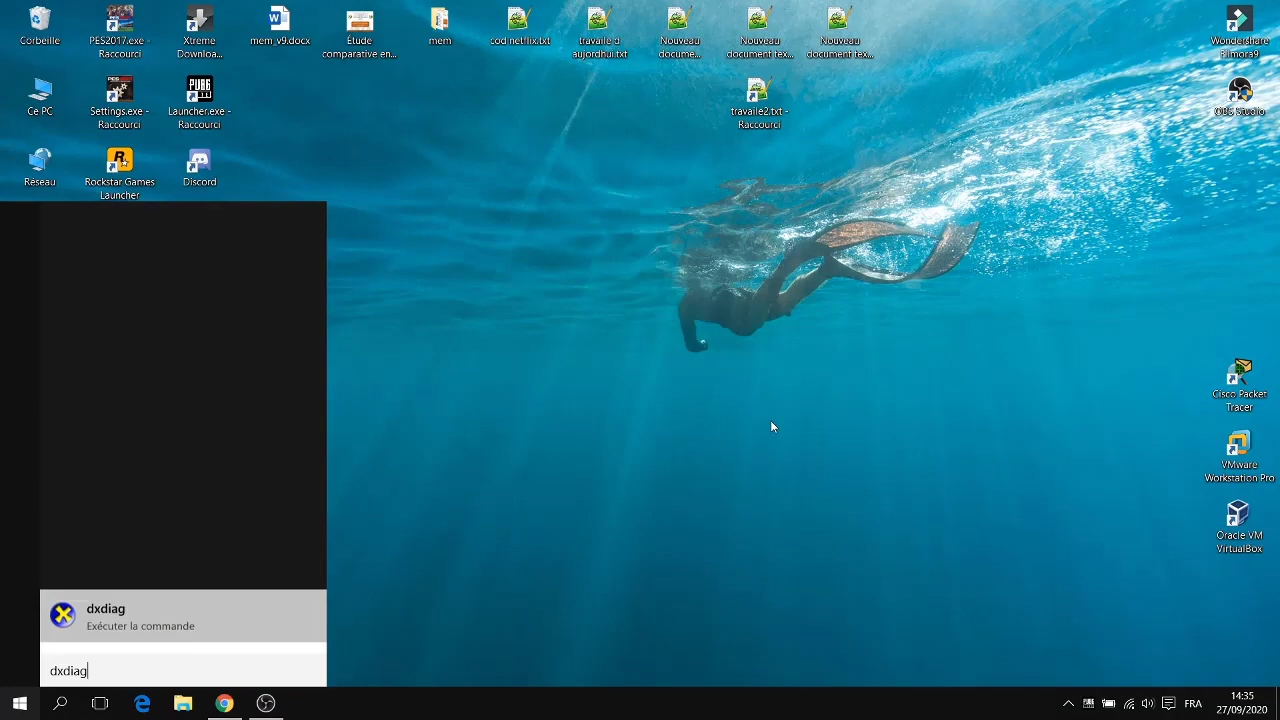 Corbeille
PES2017.exe -
Raccourci
Xtreme
Downloa...
mem_v9.docx
Étude
comparative en...
mem
cod netflix.txt
travaile d
aujordhui.txt
Nouveau
docume...
Nouveau
document tex...
Nouveau
document tex...
Wondershare
Filmora9
Ce PC
Settings.exe -
Raccourci
PUBG
Launcher.exe -
Raccourci
travaile2.txt -
Raccourci
OBS Studio
Réseau
Rockstar Games
Launcher
Discord
Cisco Packet
Tracer
VMware
Workstation Pro
Oracle VM
VirtualBox
dxdiag
Exécuter la commande
dxdiag
FRA
14:35
27/09/2020